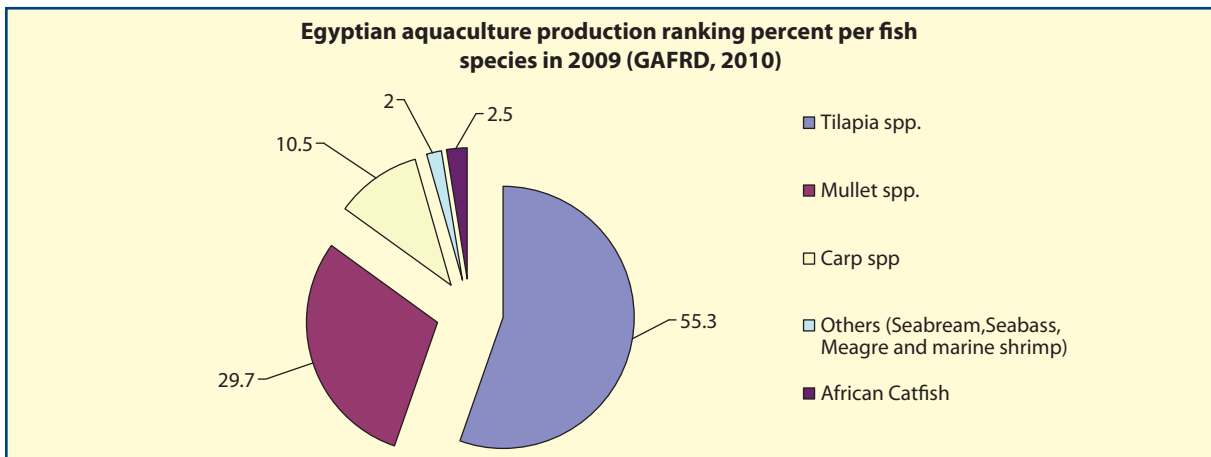 Egyptian aquaculture production ranking percent per fish
species in 2009 (GAFRD, 2010)
2
2.5
10.5
55.3
29.7
Tilapia spp.
Mullet spp.
Carp spp
Others (Seabream,Seabass,
Meagre and marine shrimp)
African Catfish